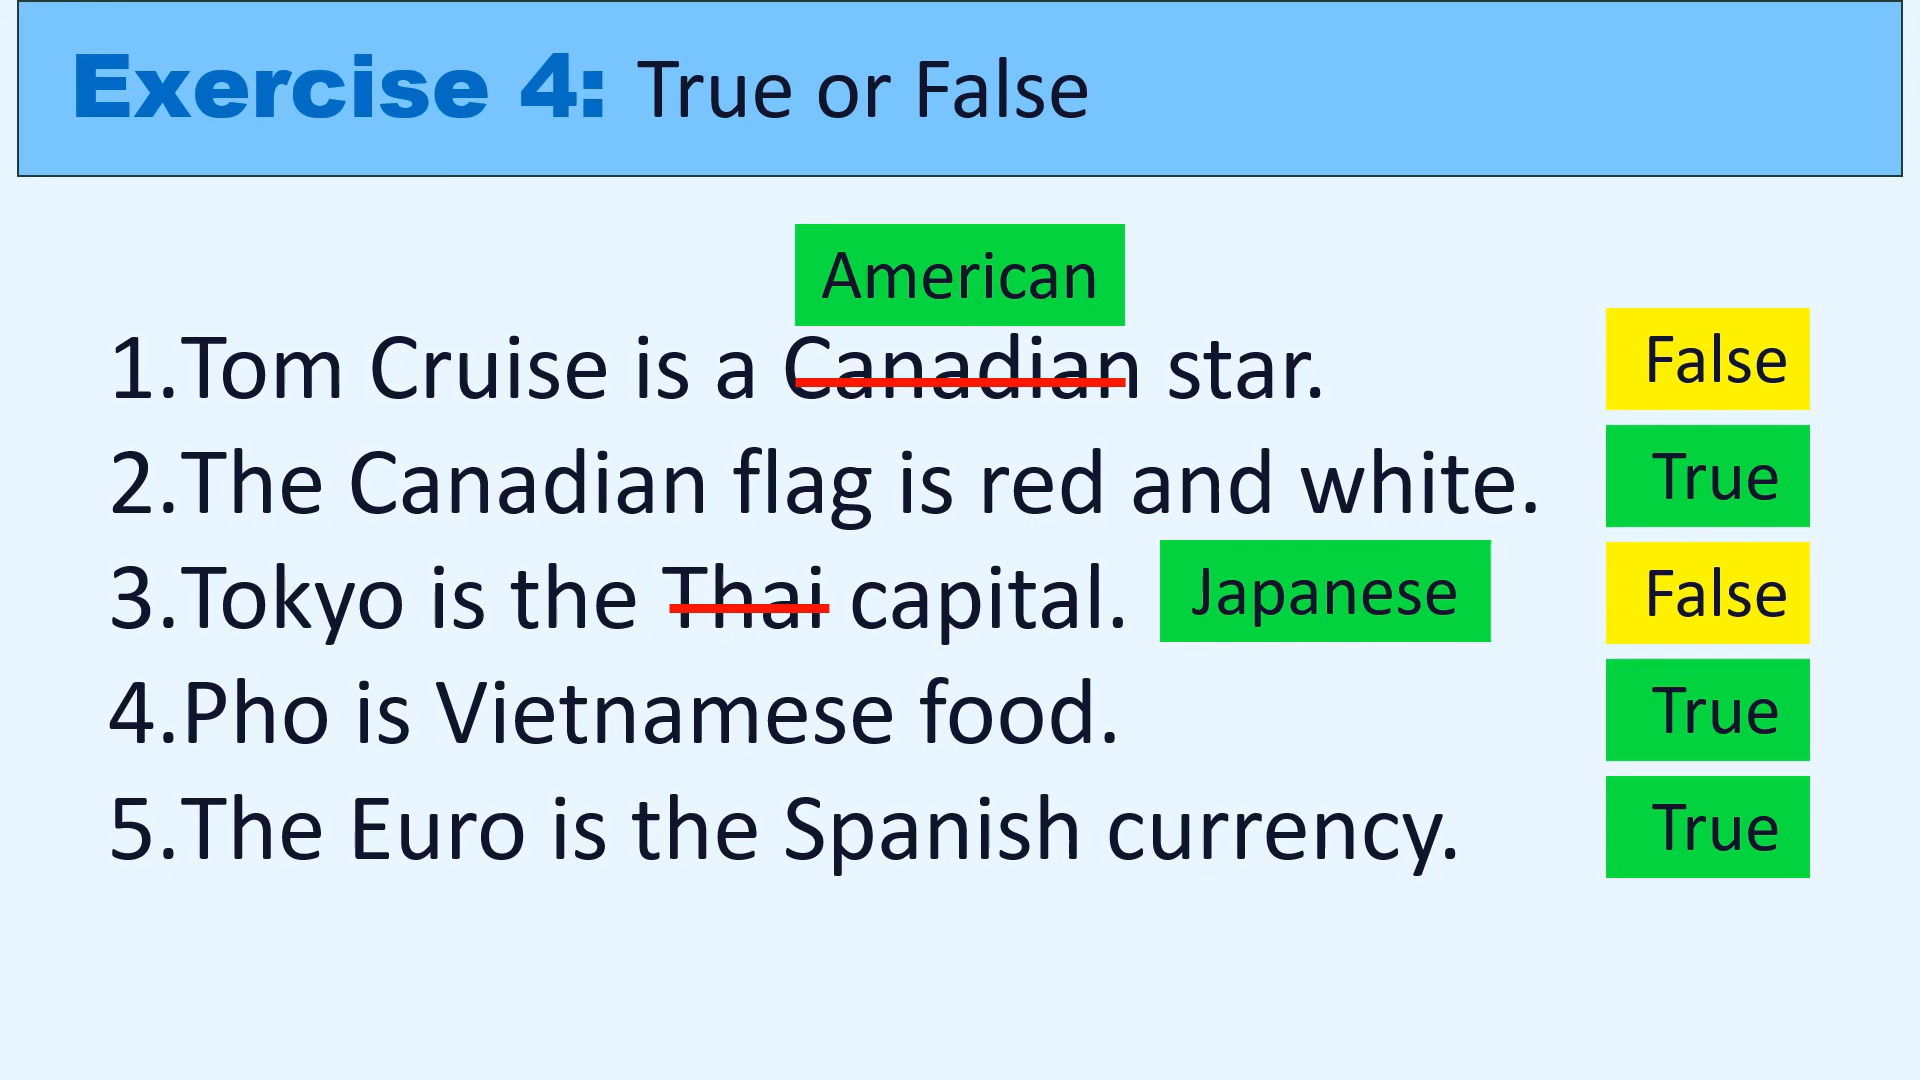 Exercise 4: True or False
American
1.Tom Cruise is a Canadian star. False
2.The Canadian flag is red and white. True
3.Tokyo is the Thai capital. Japanese False
4.Pho is Vietnamese food. True
5.The Euro is the Spanish currency. True